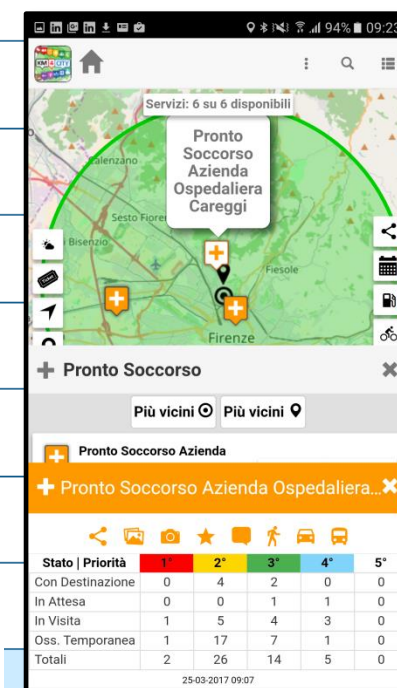 94% 09:23
KM4CITY
Servizi: 6 su 6 disponibili
Pronto
Soccorso
Azienda
Ospedaliera
Careggi
Calenzano
Sesto Fiorer
Bisenzio
Fiesole
Ticket
Firenze
Pronto Soccorso
Più vicini Più vicini
Pronto Soccorso Azienda
Pronto Soccorso Azienda Ospedaliera...
Stato | Priorità 1° 2° 3° 4° 5°
Con Destinazione 0 4 2 0 0
In Attesa 0 0 1 1 0
In Visita 1 5 4 3 0
Oss. Temporanea 1 17 7 1 0
Totali 2 26 14 5 0
25-03-2017 09:07